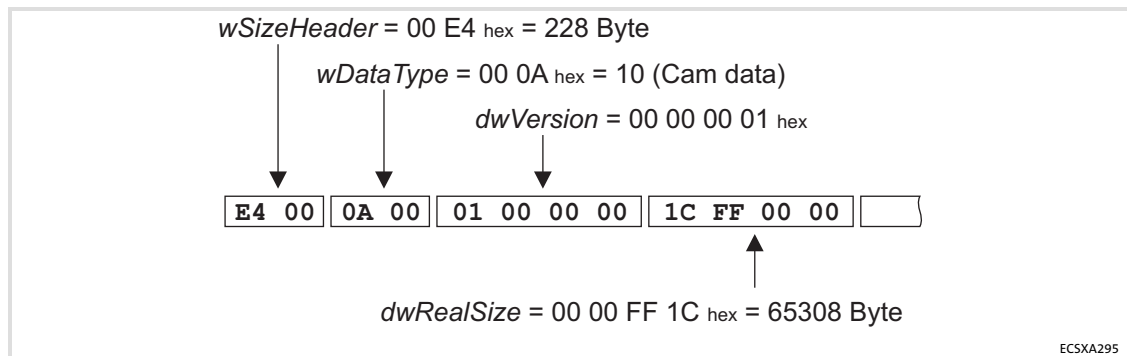 wSizeHeader = 00 E4 hex = 228 Byte
wDataType = 00 0A hex = 10 (Cam data)
dwVersion = 00 00 00 01 hex
E4 00 0A 00 01 00 00 00 1C FF 00 00
dwRealSize = 00 00 FF 1C hex = 65308 Byte
ECSXA295